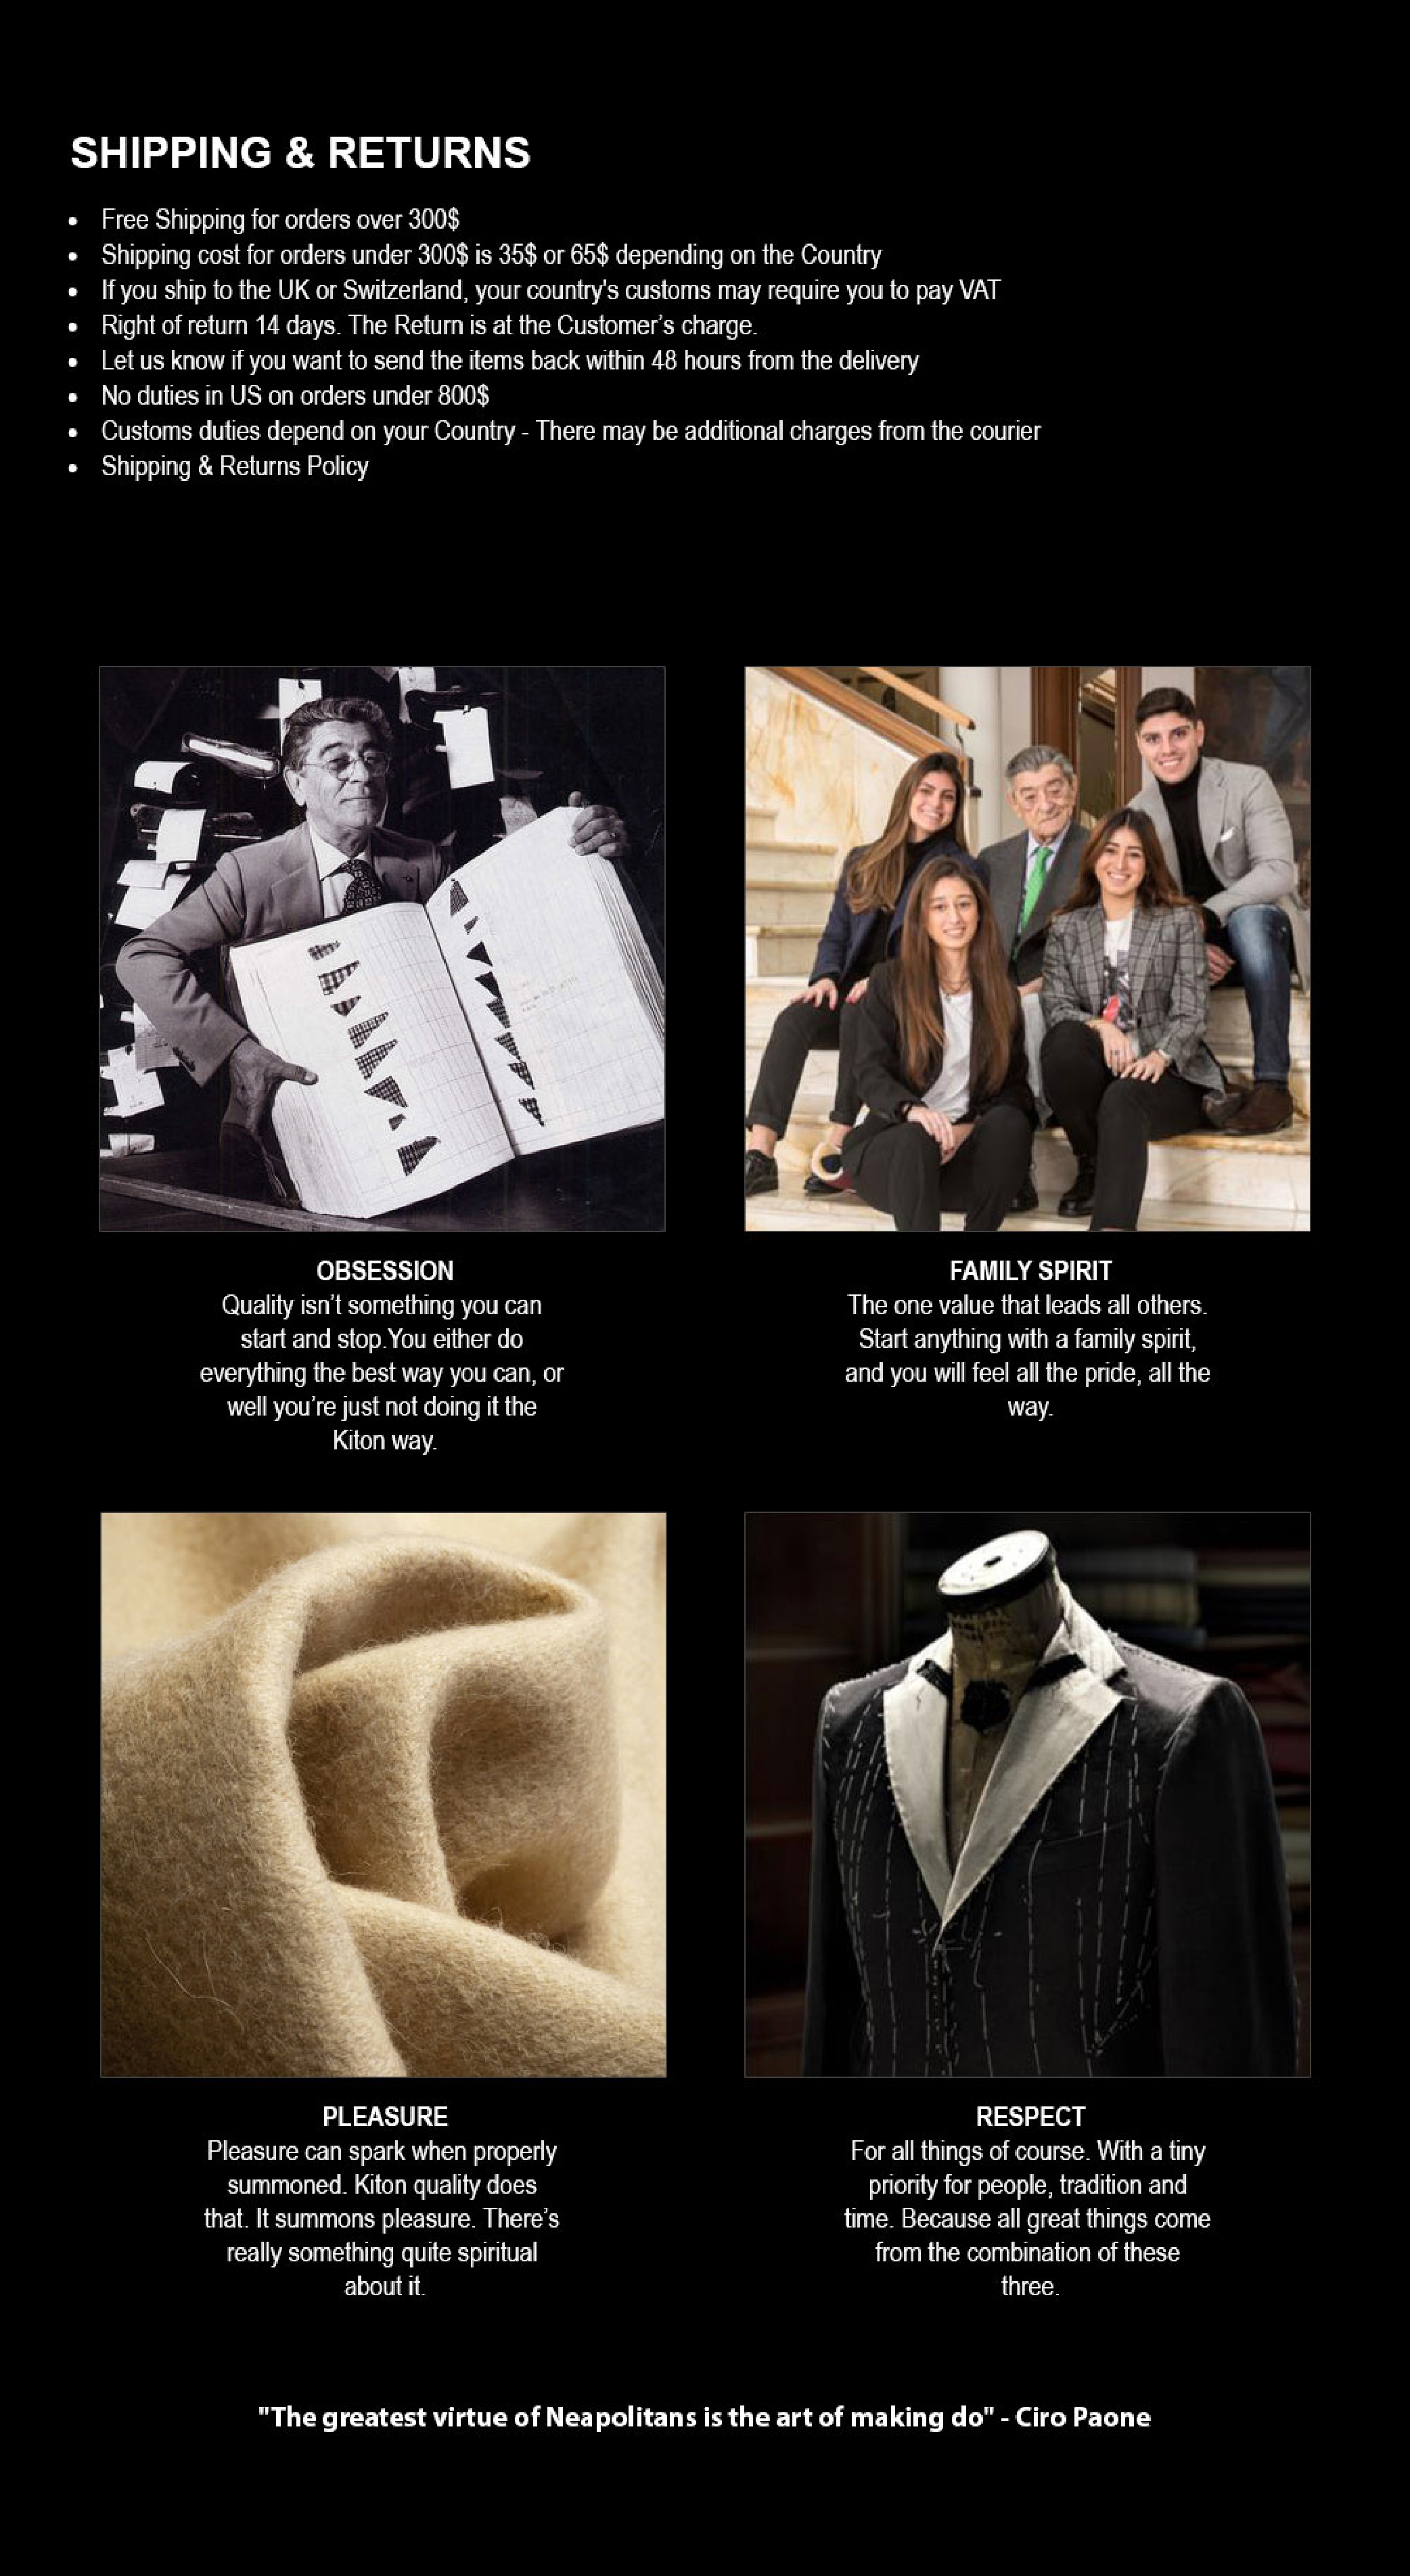 SHIPPING & RETURNS
Free Shipping for orders over 300$
Shipping cost for orders under 300$ is 35$ or 65$ depending on the Country
If you ship to the UK or Switzerland, your country's customs may require you to pay VAT
Right of return 14 days. The Return is at the Customer’s charge.
Let us know if you want to send the items back within 48 hours from the delivery
No duties in US on orders under 800$
Customs duties depend on your Country - There may be additional charges from the courier
Shipping & Returns Policy
OBSESSION
Quality isn’t something you can
start and stop.You either do
everything the best way you can, or
well you’re just not doing it the
Kiton way.
FAMILY SPIRIT
The one value that leads all others.
Start anything with a family spirit,
and you will feel all the pride, all the
way.
PLEASURE
Pleasure can spark when properly
summoned. Kiton quality does
that. It summons pleasure. There’s
really something quite spiritual
about it.
RESPECT
For all things of course. With a tiny
priority for people, tradition and
time. Because all great things come
from the combination of these
three.
"The greatest virtue of Neapolitans is the art of making do" - Ciro Paone